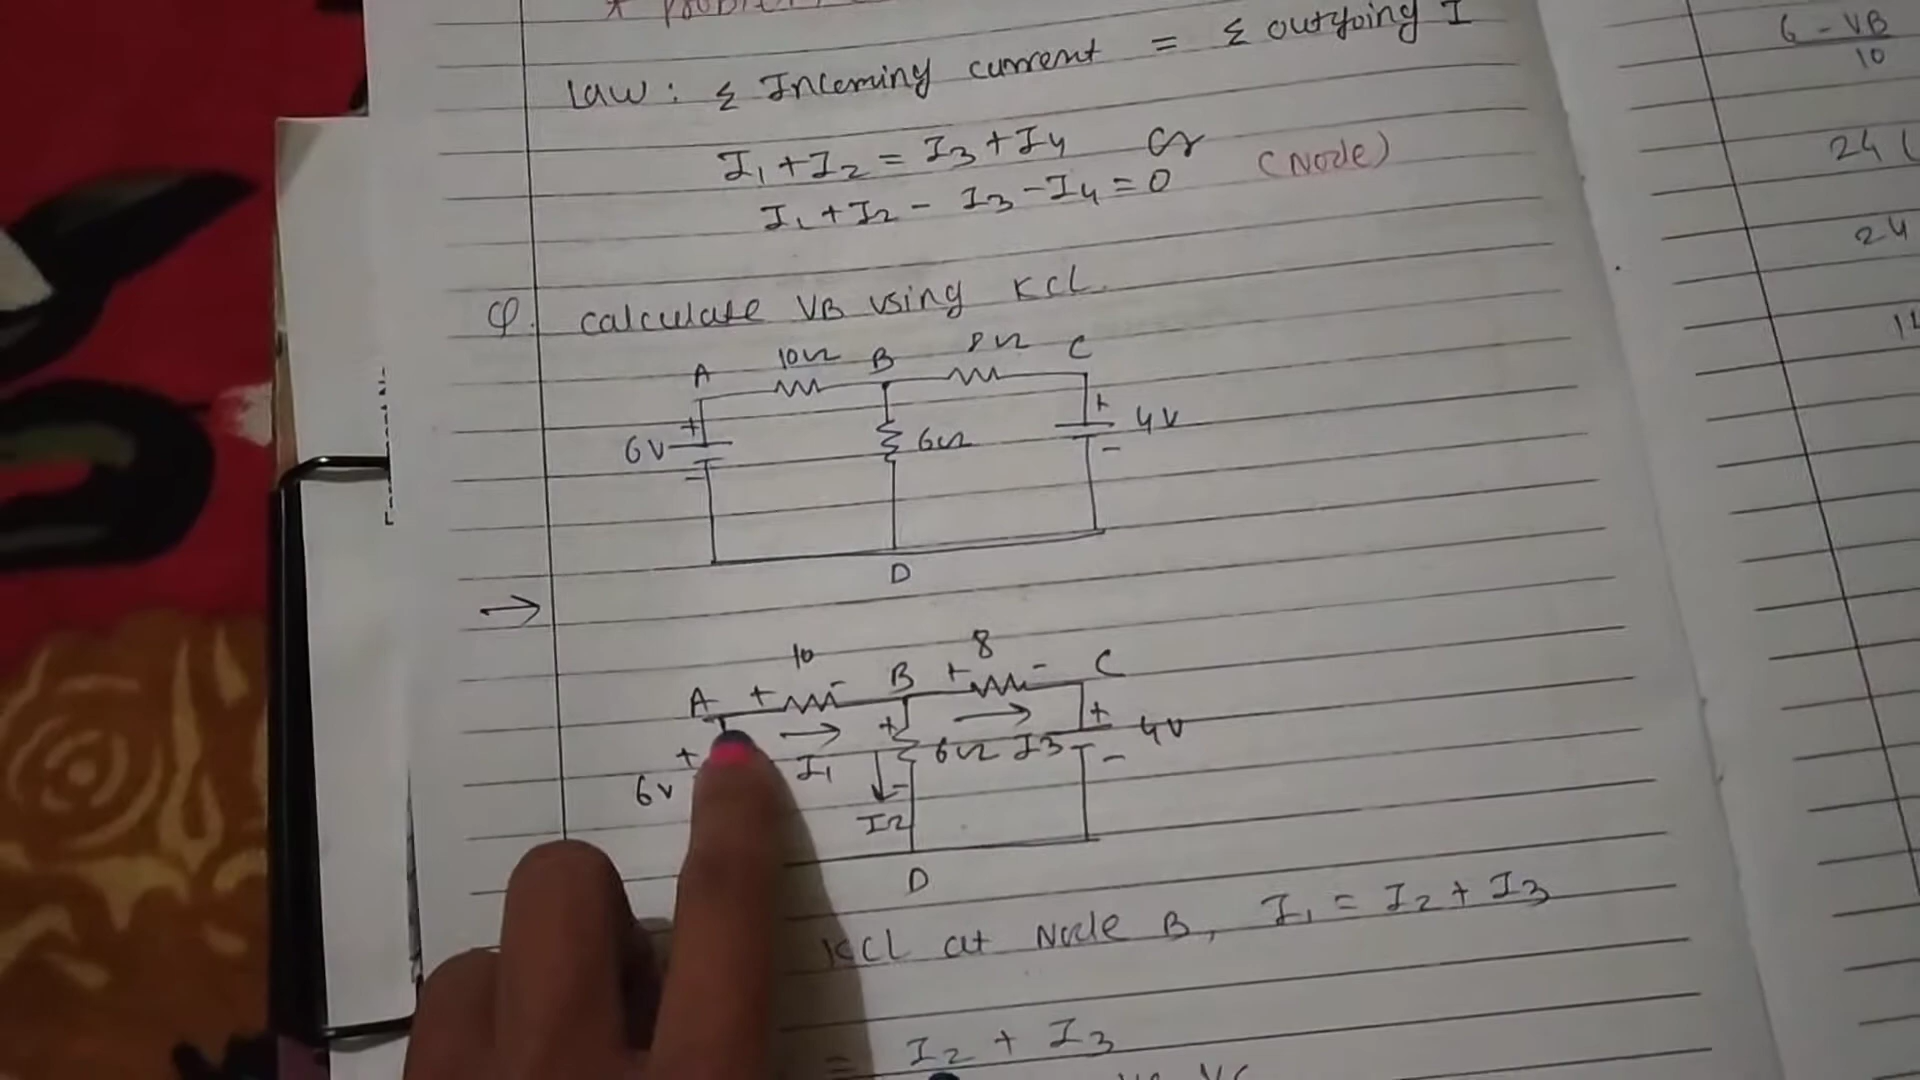 Law: Σ Incoming current = Σ outgoing I
I1 + I2 = I3 + I4 or
I1 + I2 - I3 - I4 = 0 (Node)
Q. calculate VB using KCL.
A 10Ω B 8Ω C
6V + - 6Ω + - 4V
D
→
10 8
A + - B + - C
6V + I1 + - 6Ω I3 + - 4V
I2
D
KCL at Node B, I1 = I2 + I3
= I2 + I3
6 - VB
10
24 (
24